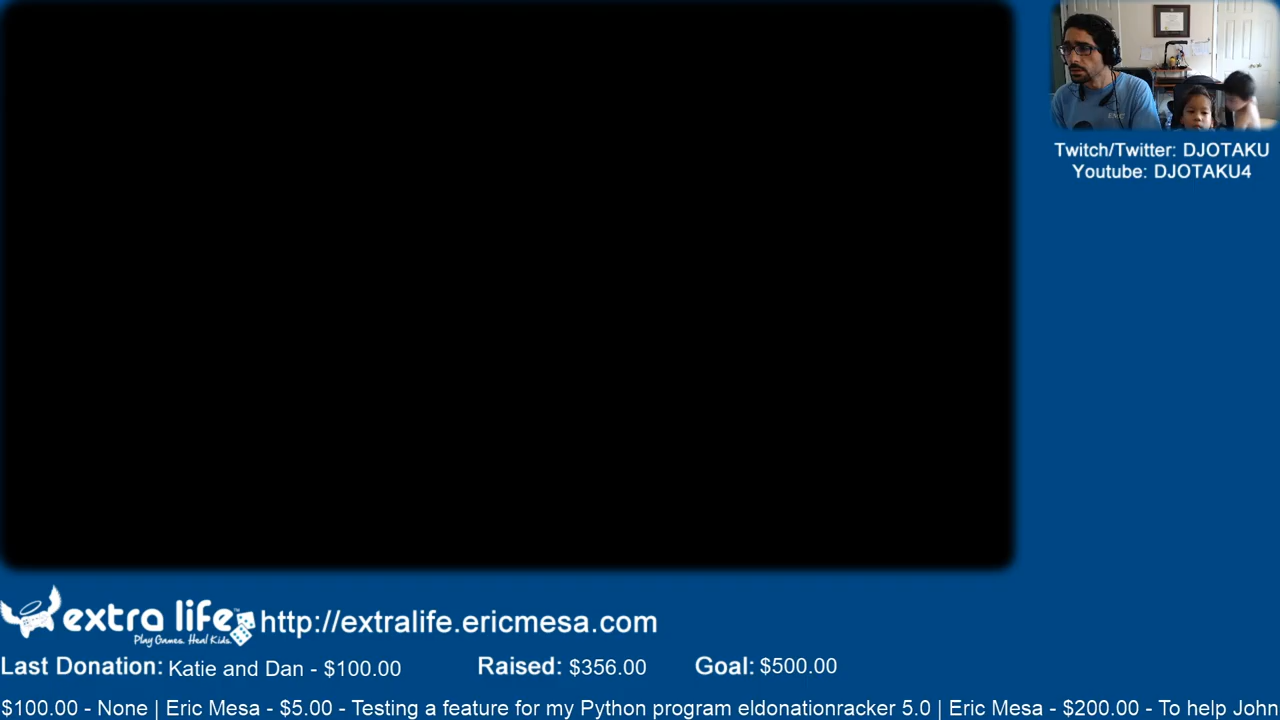 Twitch/Twitter: DJOTAKU
Youtube: DJOTAKU4
extra life
Play Games. Heal Kids.
http://extralife.ericmesa.com
Last Donation: Katie and Dan - $100.00 Raised: $356.00 Goal: $500.00
$100.00 - None | Eric Mesa - $5.00 - Testing a feature for my Python program eldonationracker 5.0 | Eric Mesa - $200.00 - To help John